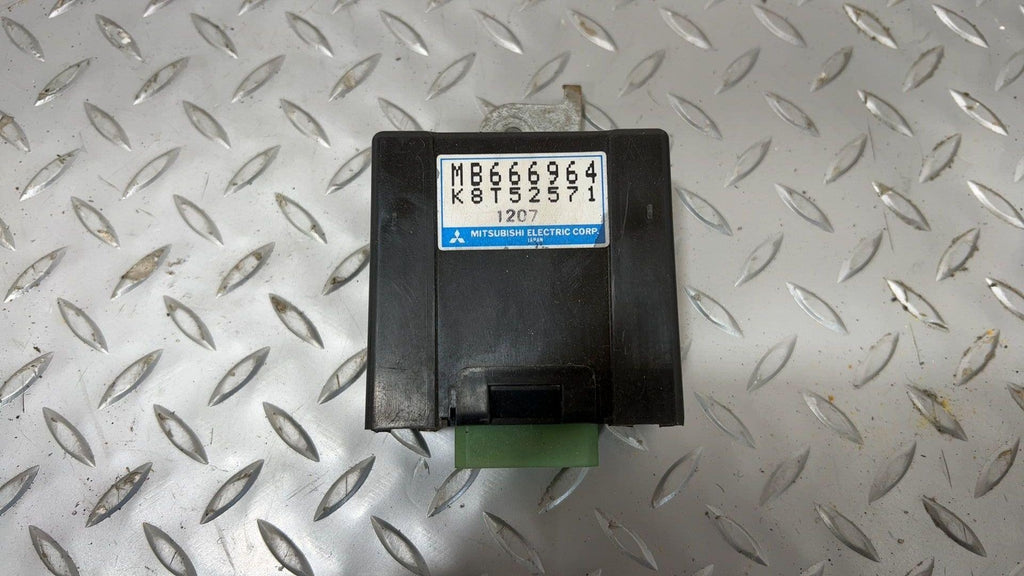 MB666964
K8T52571
1207
MITSUBISHI ELECTRIC CORP.
JAPAN